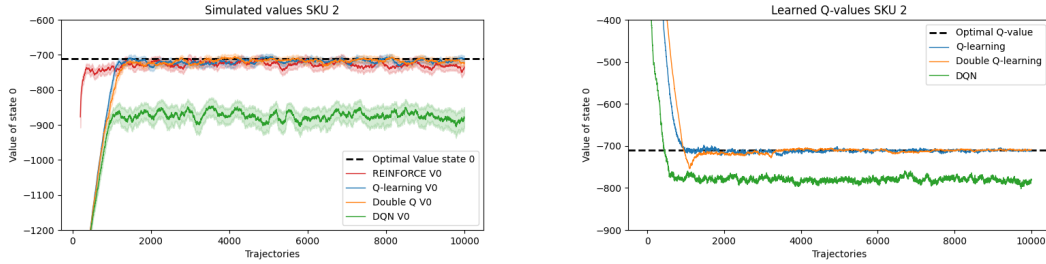 Simulated values SKU 2
−600
−700
−800
−900
−1000
−1100
−1200
Value of state 0
0
2000
4000
6000
8000
10000
Trajectories
Optimal Value state 0
REINFORCE V0
Q-learning V0
Double Q V0
DQN V0
Learned Q-values SKU 2
−400
−500
−600
−700
−800
−900
Value of state 0
0
2000
4000
6000
8000
10000
Trajectories
Optimal Q-value
Q-learning
Double Q-learning
DQN